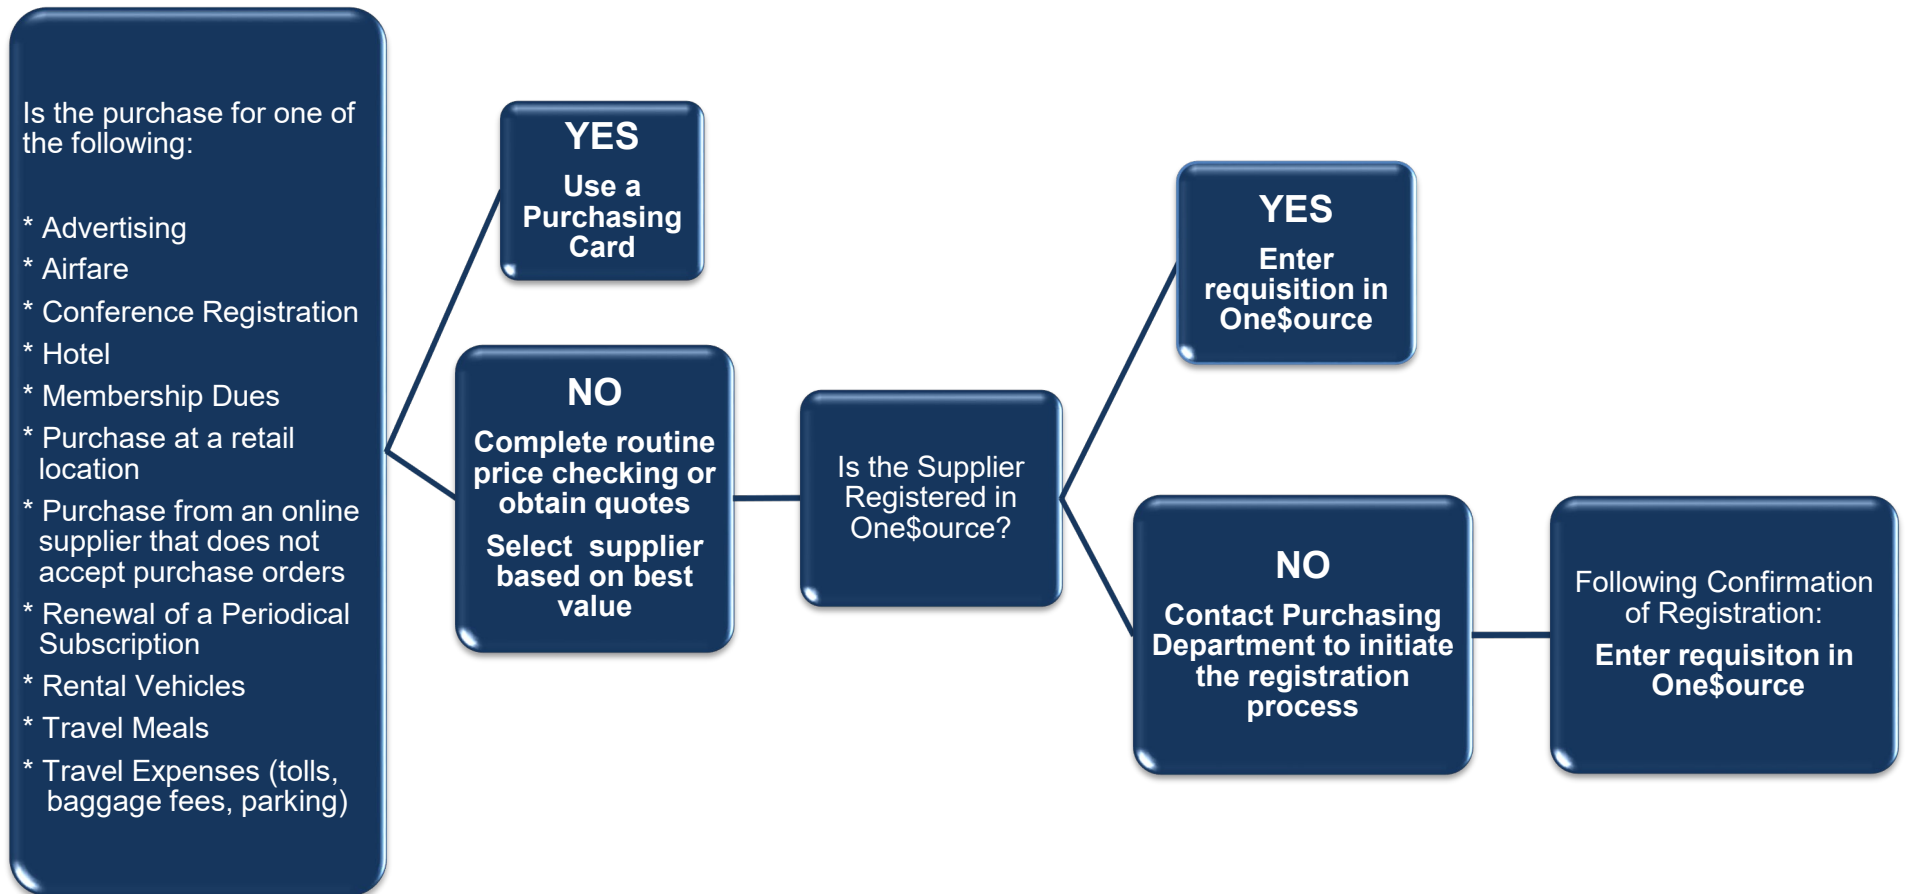 Is the purchase for one of
the following:
* Advertising
* Airfare
* Conference Registration
* Hotel
* Membership Dues
* Purchase at a retail
location
* Purchase from an online
supplier that does not
accept purchase orders
* Renewal of a Periodical
Subscription
* Rental Vehicles
* Travel Meals
* Travel Expenses (tolls,
baggage fees, parking)
YES
Use a
Purchasing
Card
NO
Complete routine
price checking or
obtain quotes
Select supplier
based on best
value
Is the Supplier
Registered in
One$ource?
YES
Enter
requisition in
One$ource
NO
Contact Purchasing
Department to initiate
the registration
process
Following Confirmation
of Registration:
Enter requisiton in
One$ource